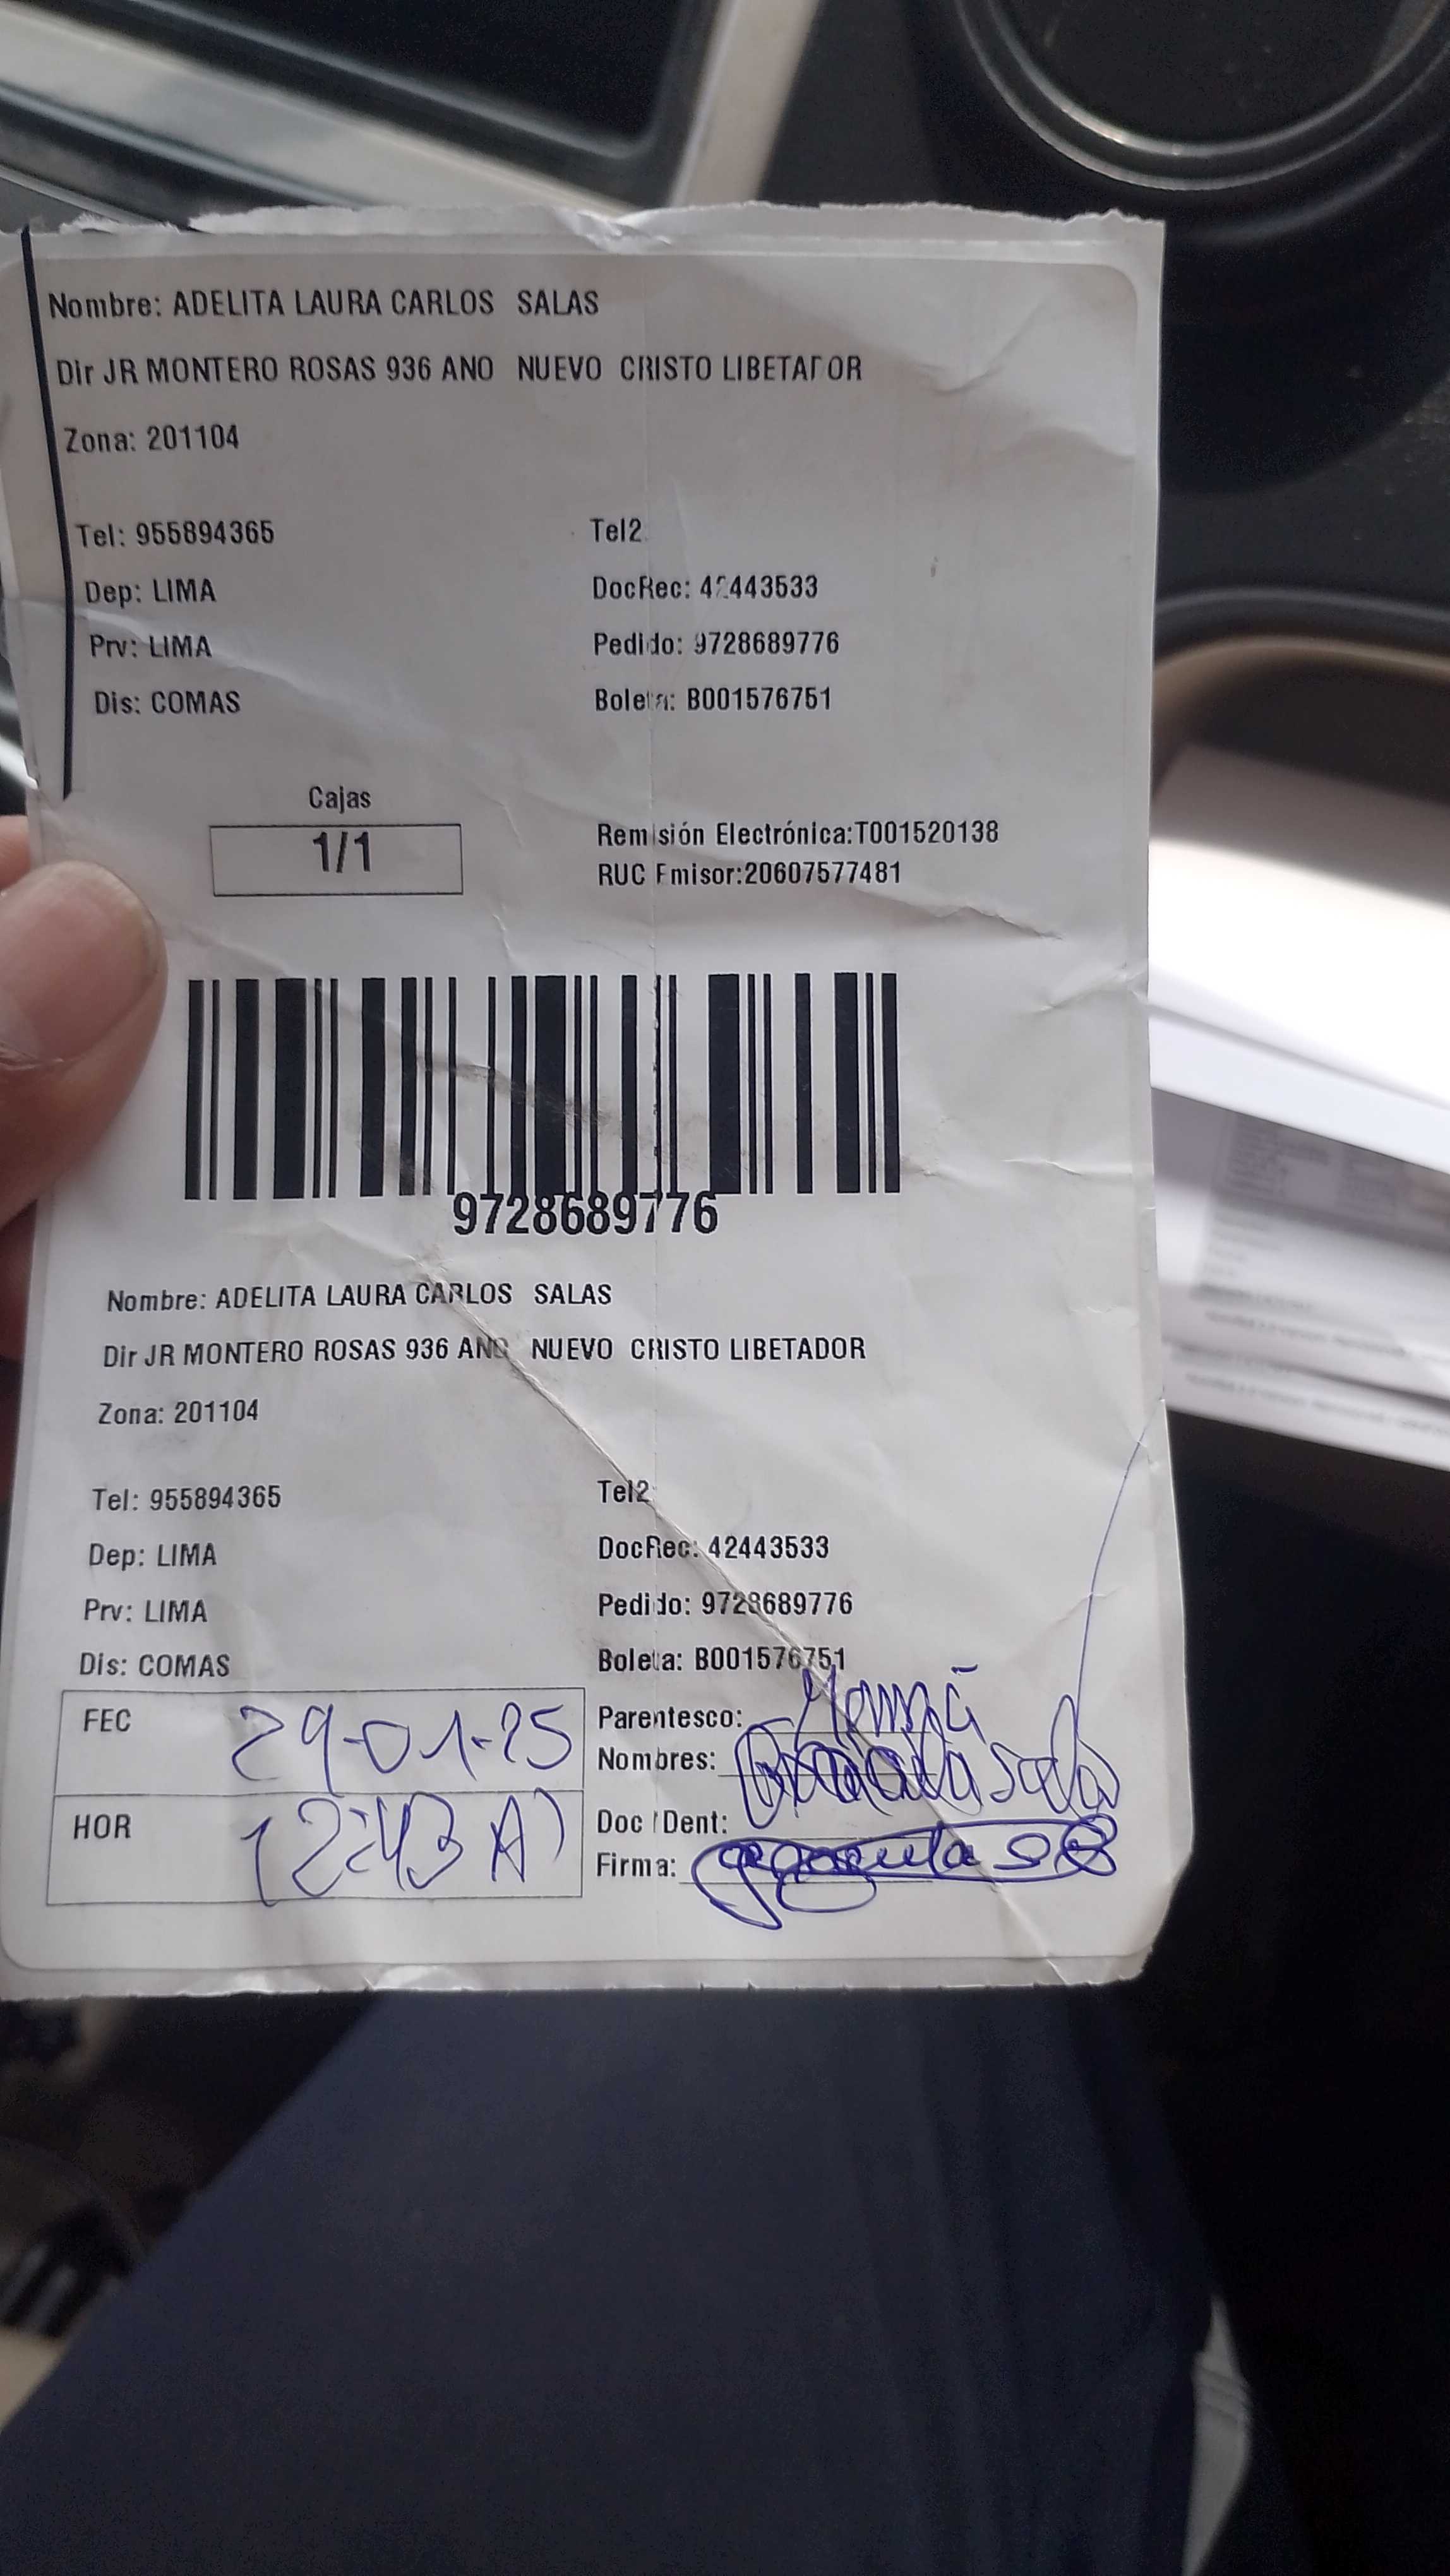 Nombre: ADELITA LAURA CARLOS SALAS
Dir JR MONTERO ROSAS 936 ANO NUEVO CRISTO LIBETADOR
Zona: 201104
Tel: 955894365 Tel2:
Dep: LIMA DocRec: 42443533
Prv: LIMA Pedido: 9728689776
Dis: COMAS Boleta: B001576751
Cajas
1/1
Remisión Electrónica:T001520138
RUC Emisor:20607577481
9728689776
Nombre: ADELITA LAURA CARLOS SALAS
Dir JR MONTERO ROSAS 936 ANO NUEVO CRISTO LIBETADOR
Zona: 201104
Tel: 955894365 Tel2:
Dep: LIMA DocRec: 42443533
Prv: LIMA Pedido: 9728689776
Dis: COMAS Boleta: B001576751
FEC 29-01-25 Parentesco: Mamá
Nombres:
HOR 12:43 Doc /Dent:
Firma: